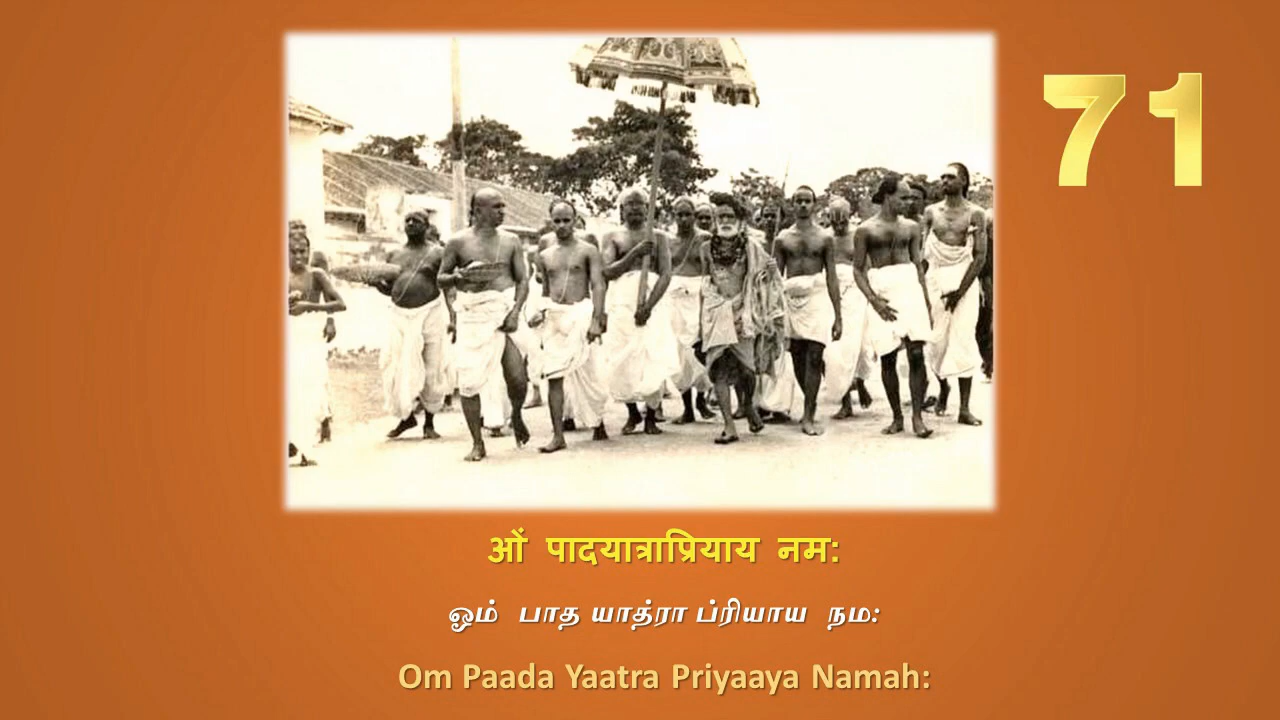 71
ओं पादयात्राप्रियाय नम:
ஓம் பாத யாத்ரா ப்ரியாய நம:
Om Paada Yaatra Priyaaya Namah: